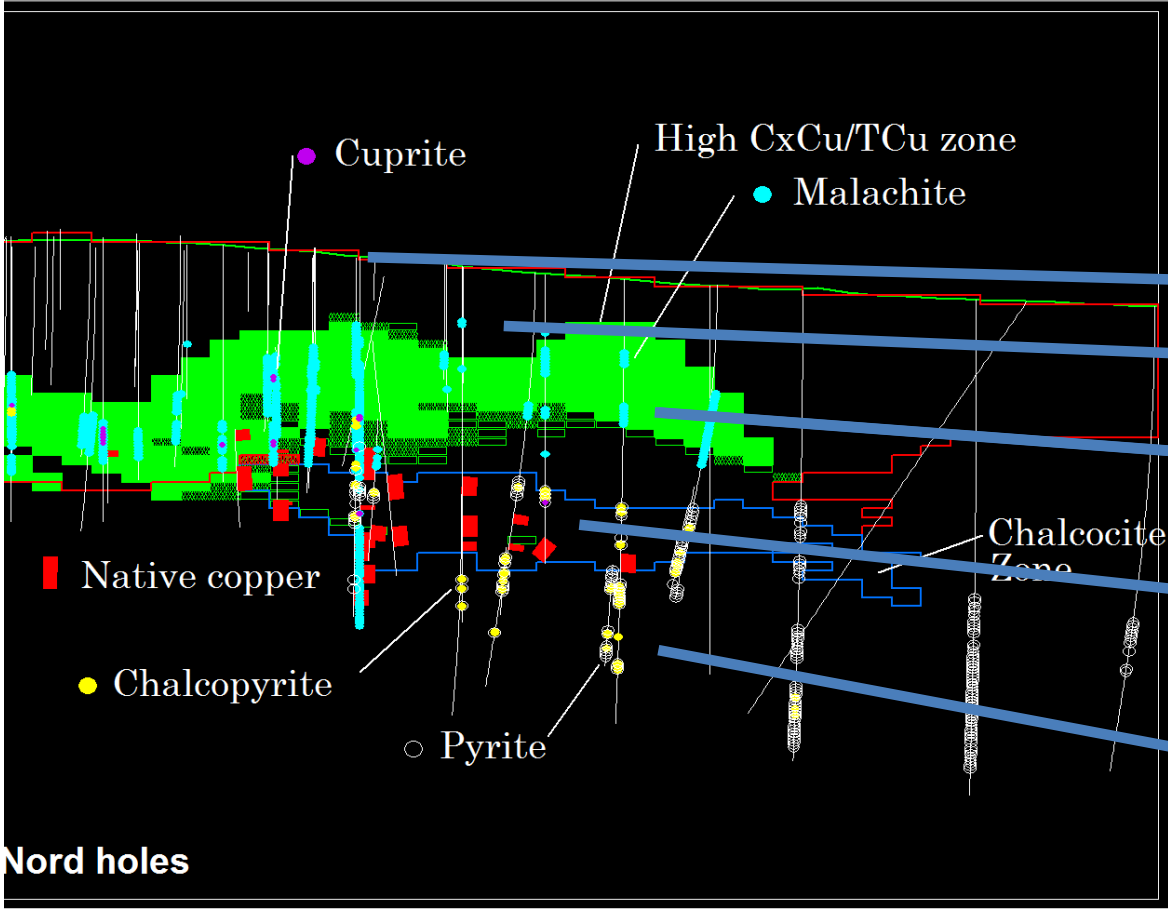 High CxCu/TCu zone
Cuprite
Malachite
Chalcocite
Zone
Native copper
Chalcopyrite
Pyrite
Nord holes